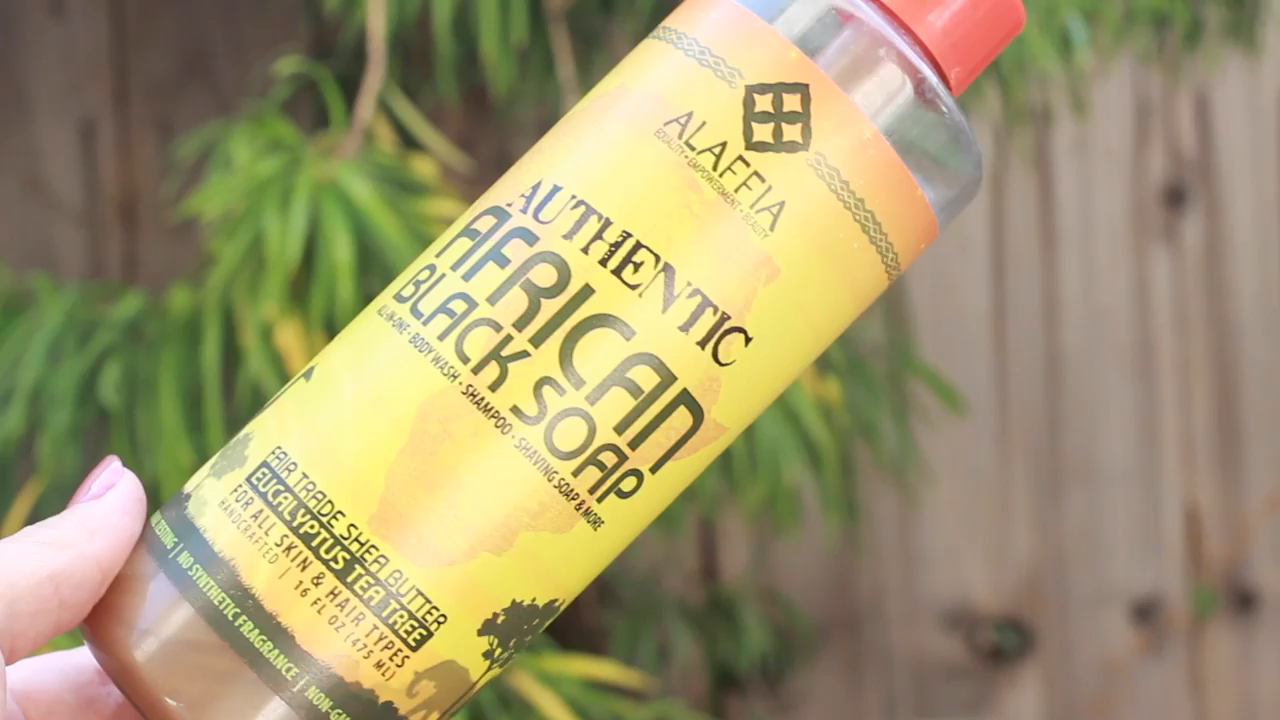 ALAFFIA
EQUALITY • EMPOWERMENT • BEAUTY
AUTHENTIC
AFRICAN
BLACK SOAP
ALL-IN-ONE • BODY WASH • SHAMPOO • SHAVING SOAP & MORE
FAIR TRADE SHEA BUTTER
EUCALYPTUS TEA TREE
FOR ALL SKIN & HAIR TYPES
HANDCRAFTED | 16 FL OZ (475 ML)
TESTING | NO SYNTHETIC FRAGRANCE | NON-G